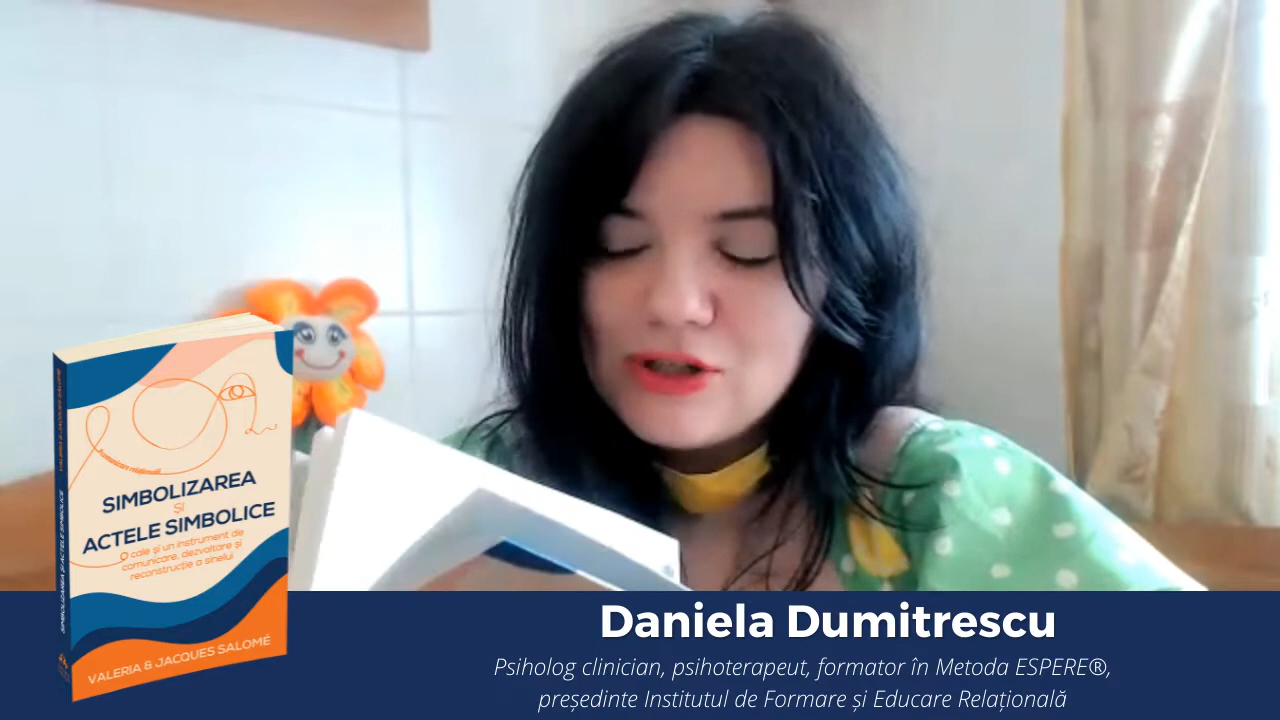 SIMBOLIZAREA
ȘI
ACTELE SIMBOLICE
O cale și un instrument de
comunicare, dezvoltare și
reconstrucție a sinelui
VALERIA & JACQUES SALOMÉ
SIMBOLIZAREA ȘI ACTELE SIMBOLICE
VALERIA & JACQUES SALOMÉ
Daniela Dumitrescu
Psiholog clinician, psihoterapeut, formator în Metoda ESPERE®,
președinte Institutul de Formare și Educare Relațională